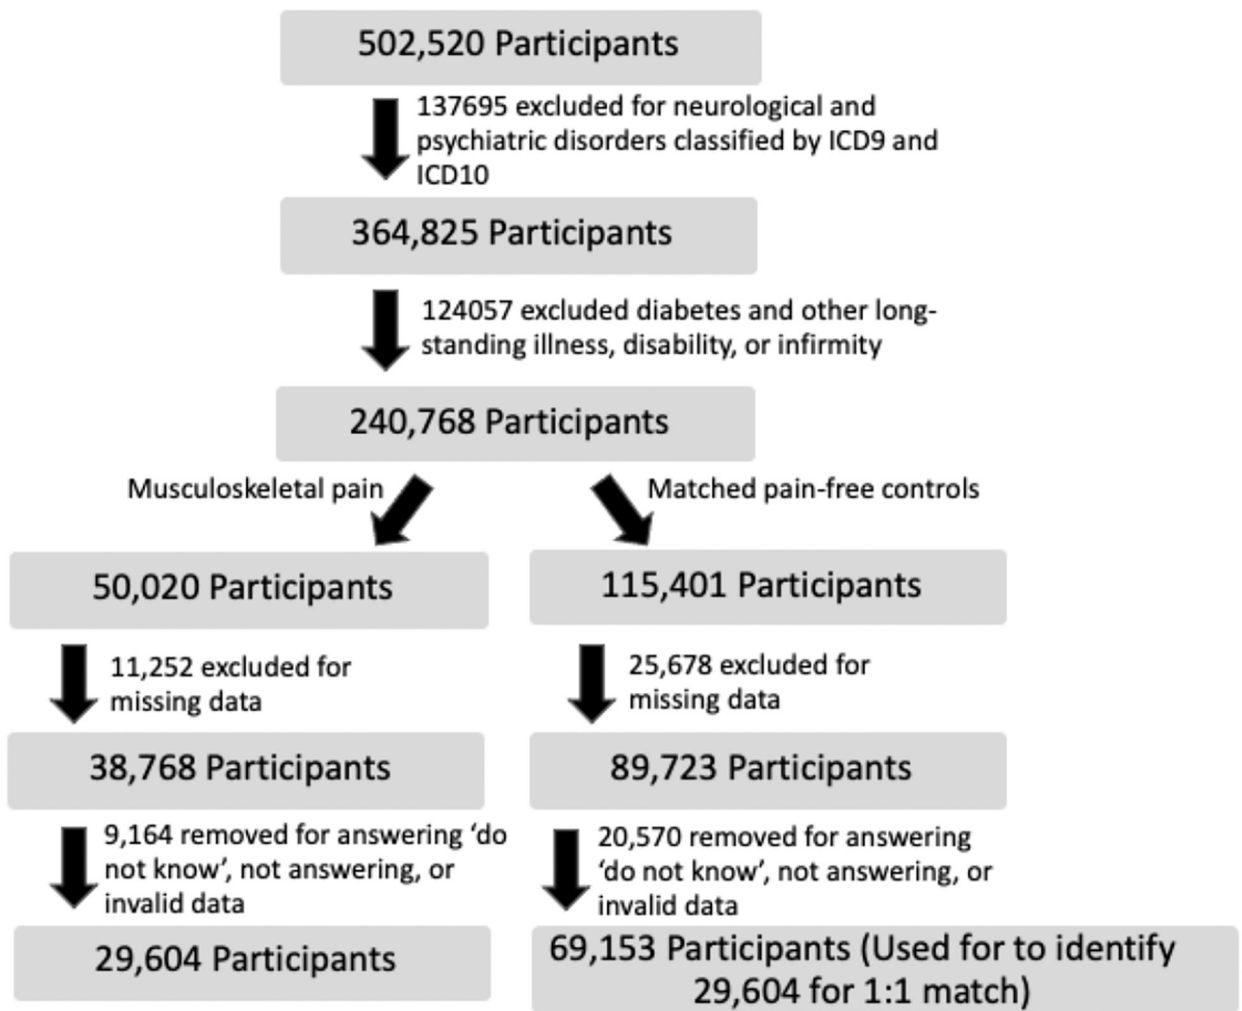 502,520 Participants
137695 excluded for neurological and
psychiatric disorders classified by ICD9 and
ICD10
364,825 Participants
124057 excluded diabetes and other long-
standing illness, disability, or infirmity
240,768 Participants
Musculoskeletal pain
Matched pain-free controls
50,020 Participants
115,401 Participants
11,252 excluded for
missing data
25,678 excluded for
missing data
38,768 Participants
89,723 Participants
9,164 removed for answering ‘do
not know’, not answering, or
invalid data
20,570 removed for answering
‘do not know’, not answering, or
invalid data
29,604 Participants
69,153 Participants (Used for to identify
29,604 for 1:1 match)